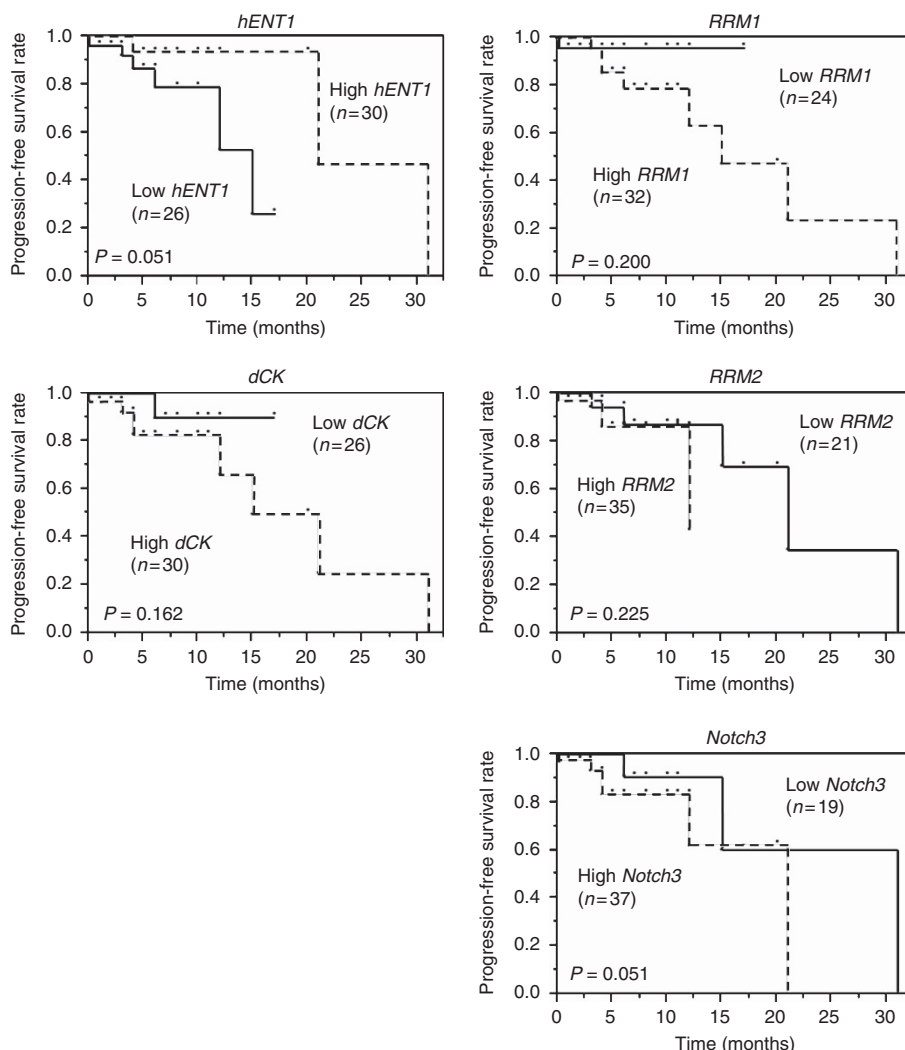 hENT1
Progression-free survival rate
1.0
0.8
0.6
0.4
0.2
0.0
High hENT1
(n=30)
Low hENT1
(n=26)
P = 0.051
0 5 10 15 20 25 30
Time (months)
RRM1
Progression-free survival rate
1.0
0.8
0.6
0.4
0.2
0.0
Low RRM1
(n=24)
High RRM1
(n=32)
P = 0.200
0 5 10 15 20 25 30
Time (months)
dCK
Progression-free survival rate
1.0
0.8
0.6
0.4
0.2
0.0
Low dCK
(n=26)
High dCK
(n=30)
P = 0.162
0 5 10 15 20 25 30
Time (months)
RRM2
Progression-free survival rate
1.0
0.8
0.6
0.4
0.2
0.0
Low RRM2
(n=21)
High RRM2
(n=35)
P = 0.225
0 5 10 15 20 25 30
Time (months)
Notch3
Progression-free survival rate
1.0
0.8
0.6
0.4
0.2
0.0
Low Notch3
(n=19)
High Notch3
(n=37)
P = 0.051
0 5 10 15 20 25 30
Time (months)